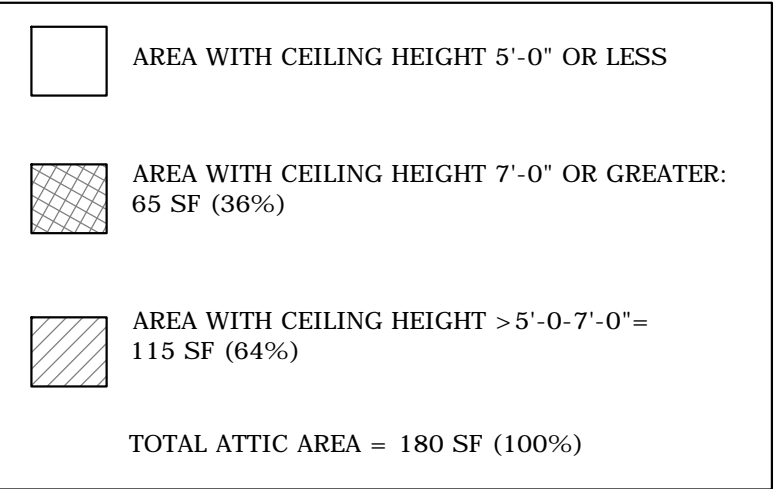 AREA WITH CEILING HEIGHT 5'-0" OR LESS
AREA WITH CEILING HEIGHT 7'-0" OR GREATER:
65 SF (36%)
AREA WITH CEILING HEIGHT >5'-0-7'-0"=
115 SF (64%)
TOTAL ATTIC AREA = 180 SF (100%)